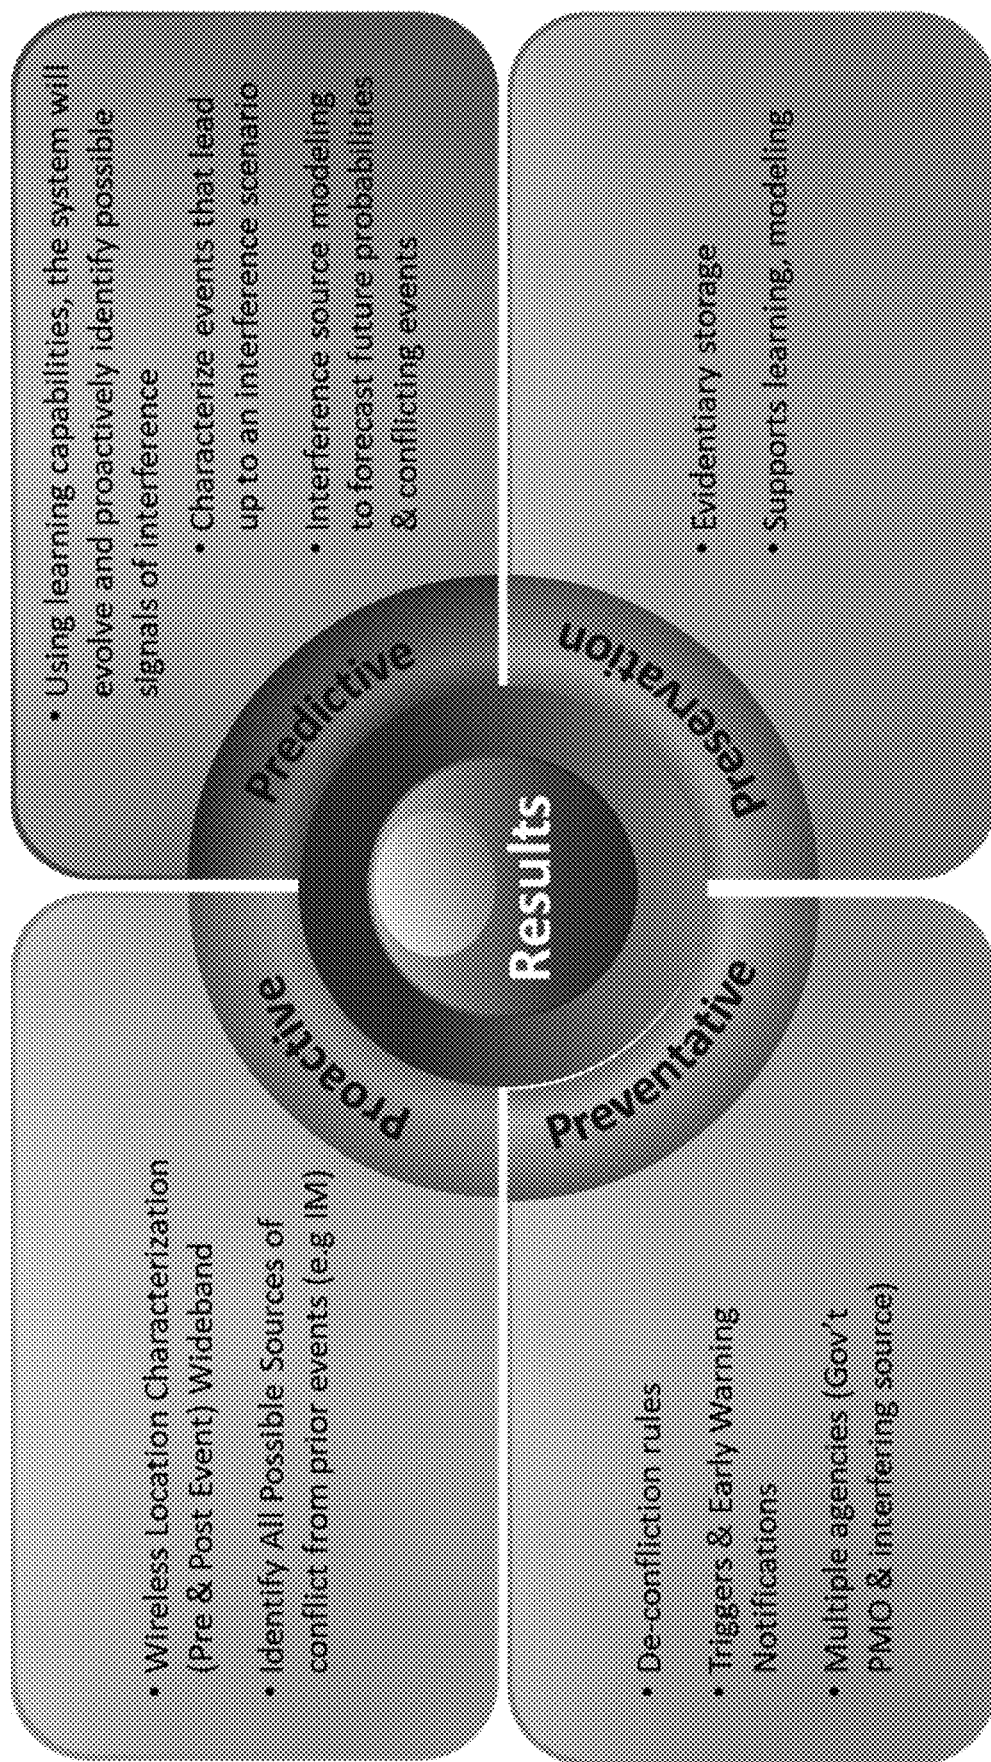 • Wireless Location Characterization
(Pre & Post Event) Wideband
• Identify All Possible Sources of
conflict from prior events (e.g IM)
Proactive
• Using learning capabilities, the system will
evolve and proactively identify possible
signals of interference
• Characterize events that lead
up to an interference scenario
• Interference source modeling
to forecast future probabilities
& conflicting events
Predictive
Results
Preventative
• De-confliction rules
• Triggers & Early Warning
Notifications
• Multiple agencies (Gov't
PMO & interfering source)
Preservation
• Evidentiary storage
• Supports learning, modeling